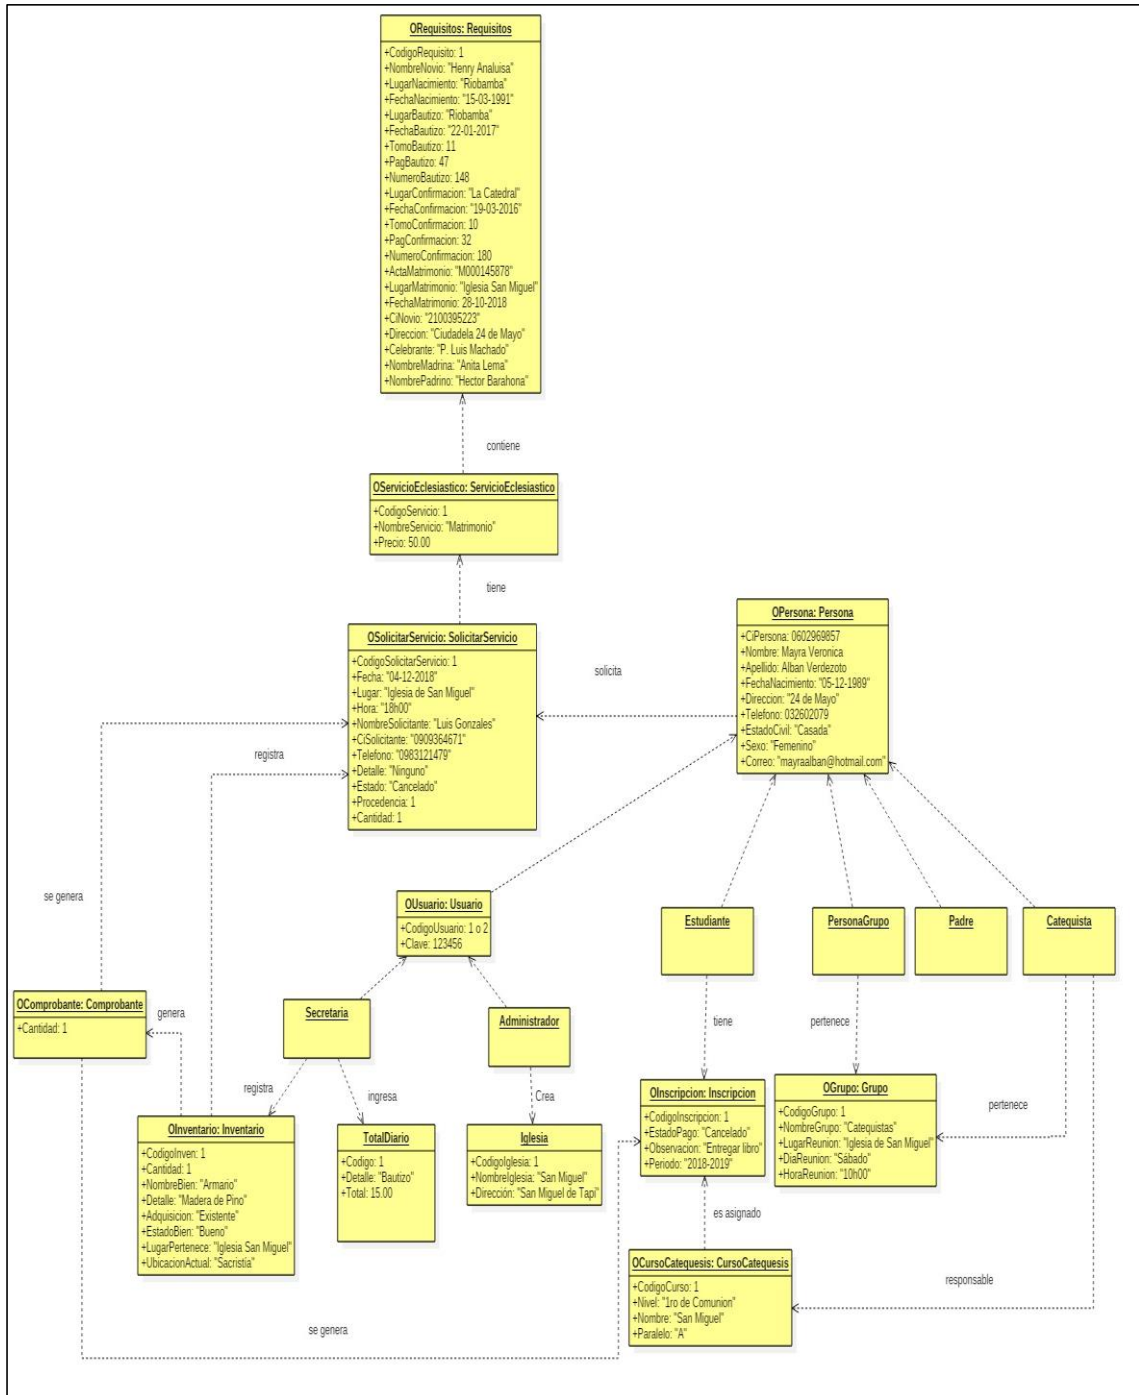 ORequisitos: Requisitos
+CodigoRequisito: 1
+NombreNovio: "Henry Analuisa"
+LugarNacimiento: "Riobamba"
+FechaNacimiento: "15-03-1991"
+LugarBautizo: "Riobamba"
+FechaBautizo: "22-01-2017"
+TomoBautizo: 11
+PagBautizo: 47
+NumeroBautizo: 148
+LugarConfirmacion: "La Catedral"
+FechaConfirmacion: "19-03-2016"
+TomoConfirmacion: 10
+PagConfirmacion: 32
+NumeroConfirmacion: 180
+ActaMatrimonio: "M000145878"
+LugarMatrimonio: "Iglesia San Miguel"
+FechaMatrimonio: 28-10-2018
+CiNovio: "2100395223"
+Direccion: "Ciudadela 24 de Mayo"
+Celebrante: "P. Luis Machado"
+NombreMadrina: "Anita Lema"
+NombrePadrino: "Hector Barahona"
contiene
OServicioEclesiastico: ServicioEclesiastico
+CodigoServicio: 1
+NombreServicio: "Matrimonio"
+Precio: 50.00
tiene
OSolicitarServicio: SolicitarServicio
+CodigoSolicitarServicio: 1
+Fecha: "04-12-2018"
+Lugar: "Iglesia de San Miguel"
+Hora: "18h00"
+NombreSolicitante: "Luis Gonzales"
+CiSolicitante: "0909364671"
+Telefono: "0983121479"
+Detalle: "Ninguno"
+Estado: "Cancelado"
+Procedencia: 1
+Cantidad: 1
solicita
OPersona: Persona
+CiPersona: 0602969857
+Nombre: Mayra Veronica
+Apellido: Alban Verdezoto
+FechaNacimiento: "05-12-1989"
+Direccion: "24 de Mayo"
+Telefono: 032602079
+EstadoCivil: "Casada"
+Sexo: "Femenino"
+Correo: "mayraalban@hotmail.com"
registra
se genera
OUsuario: Usuario
+CodigoUsuario: 1 o 2
+Clave: 123456
Estudiante
PersonaGrupo
Padre
Catequista
OComprobante: Comprobante
+Cantidad: 1
genera
Secretaria
Administrador
tiene
pertenece
registra
ingresa
Crea
OInventario: Inventario
+CodigoInven: 1
+Cantidad: 1
+NombreBien: "Armario"
+Detalle: "Madera de Pino"
+Adquisicion: "Existente"
+EstadoBien: "Bueno"
+LugarPertenece: "Iglesia San Miguel"
+UbicacionActual: "Sacristia"
TotalDiario
+Codigo: 1
+Detalle: "Bautizo"
+Total: 15.00
Iglesia
+CodigoIglesia: 1
+NombreIglesia: "San Miguel"
+Dirección: "San Miguel de Tapi"
OInscripcion: Inscripcion
+CodigoInscripcion: 1
+EstadoPago: "Cancelado"
+Observacion: "Entregar libro"
+Periodo: "2018-2019"
OGrupo: Grupo
+CodigoGrupo: 1
+NombreGrupo: "Catequistas"
+LugarReunion: "Iglesia de San Miguel"
+DiaReunion: "Sábado"
+HoraReunion: "10h00"
pertenece
es asignado
OCursoCatequesis: CursoCatequesis
+CodigoCurso: 1
+Nivel: "1ro de Comunion"
+Nombre: "San Miguel"
+Paralelo: "A"
responsable
se genera